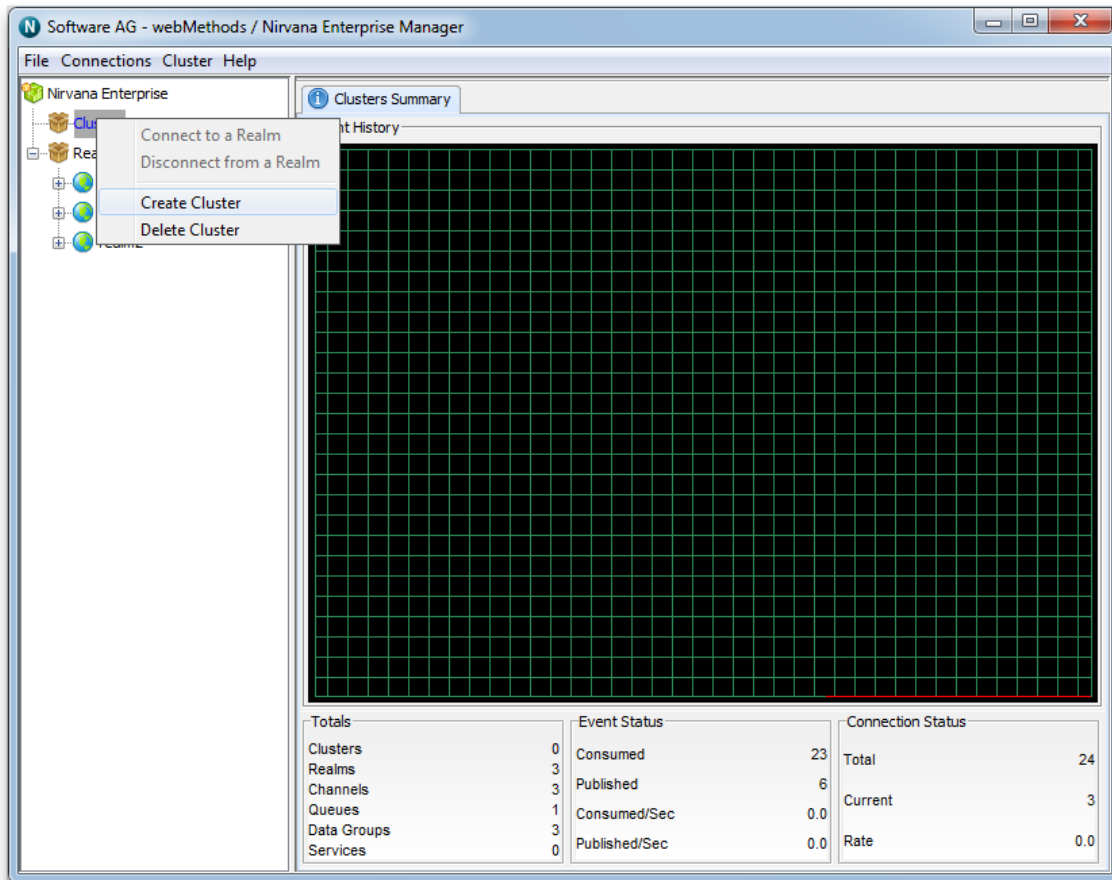 N Software AG - webMethods / Nirvana Enterprise Manager
File Connections Cluster Help
Nirvana Enterprise
Clusters Summary
Connect to a Realm
Disconnect from a Realm
Create Cluster
Delete Cluster
History
Totals
Clusters 0
Realms 3
Channels 3
Queues 1
Data Groups 3
Services 0
Event Status
Consumed 23
Published 6
Consumed/Sec 0.0
Published/Sec 0.0
Connection Status
Total 24
Current 3
Rate 0.0